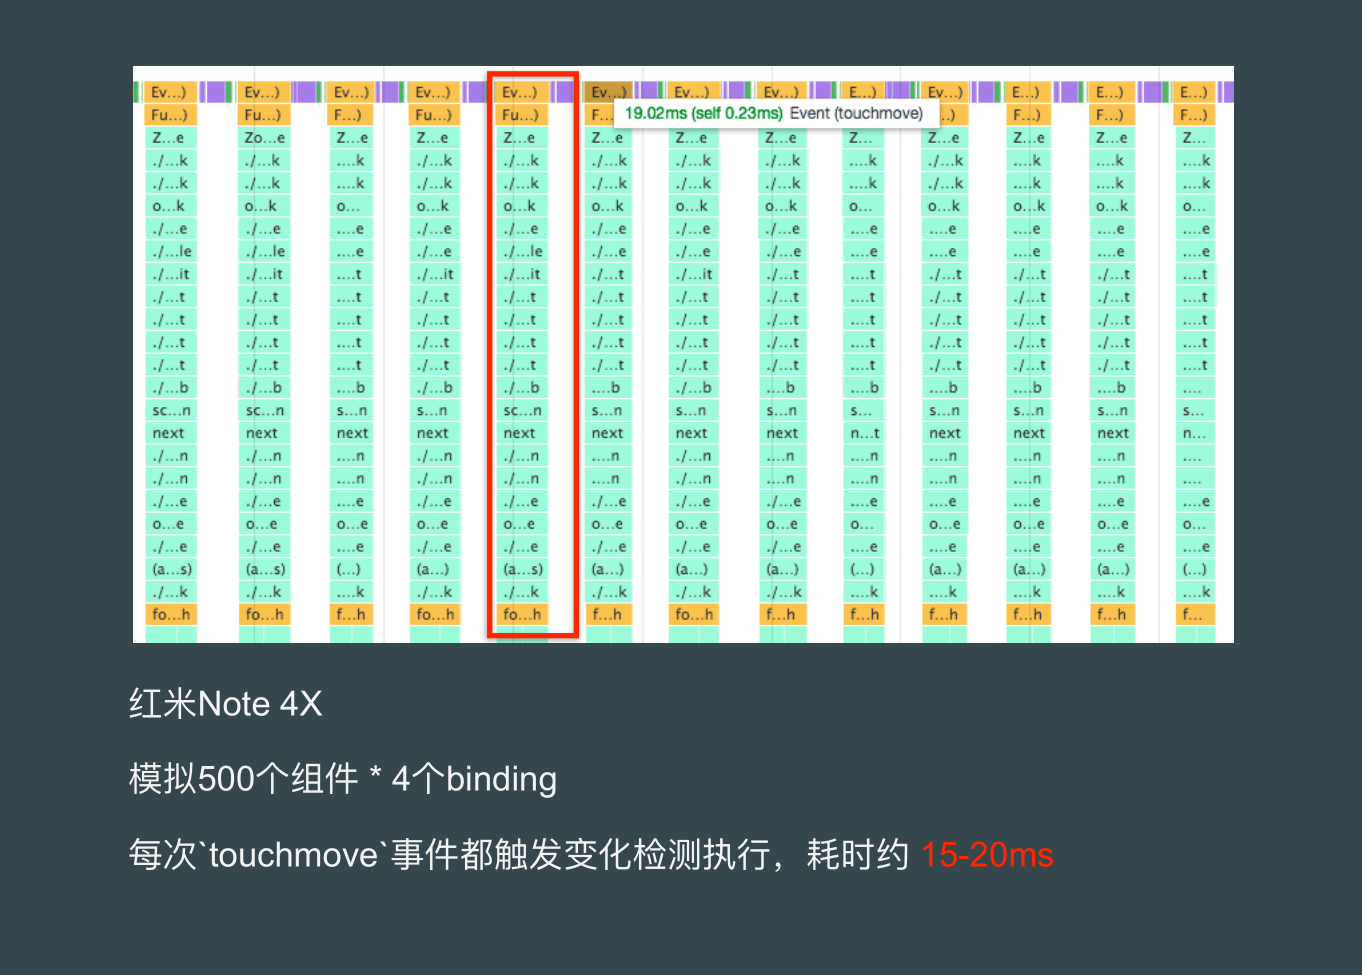 Ev...) Ev...) Ev...) Ev...) Ev...) Ev...) Ev...) Ev...) E...) Ev...) E...) E...) E...)
Fu...) Fu...) F...) Fu...) Fu...) F... ..) F...) F...) F...)
19.02ms (self 0.23ms) Event (touchmove)
Z...e Zo...e Z...e Z...e Z...e Z...e Z...e Z...e Z... Z...e Z...e Z...e Z...
./...k ./...k ....k ./...k ./...k ./...k ./...k ./...k ....k ./...k ....k ....k ....k
./...k ./...k ....k ./...k ./...k ./...k ./...k ./...k ....k ./...k ....k ....k ....k
o...k o...k o... o...k o...k o...k o...k o...k o... o...k o...k o...k o...
./...e ./...e ....e ./...e ./...e ./...e ./...e ./...e ....e ....e ....e ....e ....e
./...le ./...le ....e ./...e ./...le ./...e ./...e ./...e ....e ....e ....e ....e ....e
./...it ./...it ....t ./...it ./...it ./...t ./...it ./...t ....t ./...t ./...t ./...t ....t
./...t ./...t ....t ./...t ./...t ./...t ./...t ./...t ....t ./...t ./...t ./...t ....t
./...t ./...t ....t ./...t ./...t ./...t ./...t ./...t ....t ./...t ./...t ./...t ....t
./...t ./...t ....t ./...t ./...t ./...t ./...t ./...t ....t ./...t ./...t ./...t ....t
./...t ./...t ....t ./...t ./...t ./...t ./...t ./...t ....t ./...t ./...t ./...t ....
./...b ./...b ....b ./...b ./...b ....b ./...b ....b ....b ....b ....b ....b ....
sc...n sc...n s...n s...n sc...n s...n s...n s...n s... s...n s...n s...n s...
next next next next next next next next n...t next next next n...
./...n ./...n ....n ./...n ./...n ....n ./...n ....n ....n ....n ....n ....n ....
./...n ./...n ....n ./...n ./...n ....n ./...n ....n ....n ....n ....n ....n ....
./...e ./...e ....e ./...e ./...e ./...e ./...e ./...e ....e ./...e ./...e ./...e ....e
o...e o...e o...e o...e o...e o...e o...e o...e o... o...e o...e o...e o...
./...e ./...e ....e ./...e ./...e ./...e ./...e ./...e ....e ....e ....e ....e ....e
(a...s) (a...s) (...) (a...) (a...s) (a...) (a...) (a...) (...) (a...) (a...) (a...) (...)
./...k ./...k ....k ./...k ./...k ./...k ./...k ./...k ....k ....k ....k ....k ....k
fo...h fo...h f...h fo...h fo...h f...h fo...h f...h f...h f...h f...h f...h f...
红米Note 4X
模拟500个组件 * 4个binding
每次`touchmove`事件都触发变化检测执行，耗时约 15-20ms